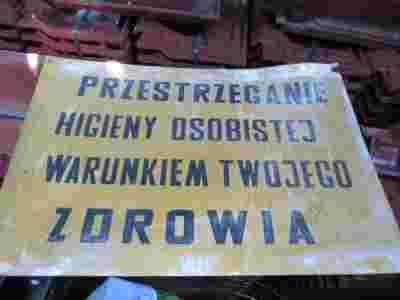 PRZESTRZEGANIE
HIGIENY OSOBISTEJ
WARUNKIEM TWOJEGO
ZDROWIA